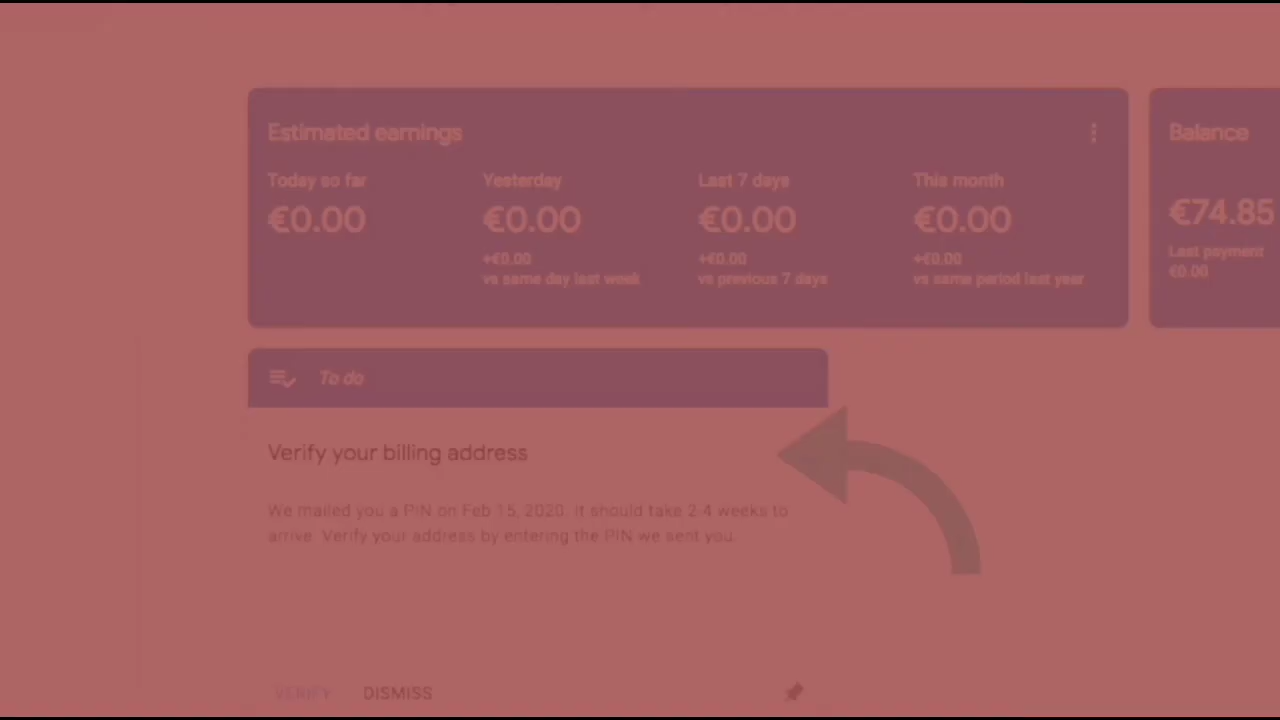 Estimated earnings
Balance
Today so far
Yesterday
Last 7 days
This month
€0.00
€0.00
€0.00
€0.00
€74.85
+€0.00
+€0.00
+€0.00
Last payment
vs same day last week
vs previous 7 days
vs same period last year
€0.00
To do
Verify your billing address
We mailed you a PIN on Feb 15, 2020. It should take 2-4 weeks to
arrive. Verify your address by entering the PIN we sent you.
VERIFY
DISMISS